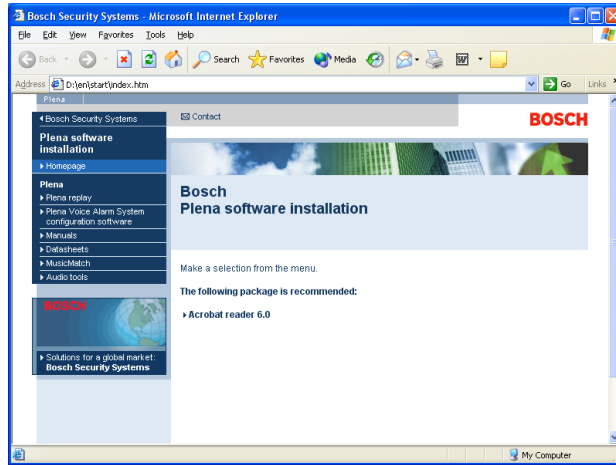 Bosch Security Systems - Microsoft Internet Explorer
File Edit View Favorites Tools Help
Back Search Favorites Media
Address D:\en\start\index.htm Go Links
Plena
Bosch Security Systems
Contact
BOSCH
Plena software
installation
Homepage
Plena
Plena replay
Plena Voice Alarm System
configuration software
Manuals
Datasheets
MusicMatch
Audio tools
BOSCH
Solutions for a global market:
Bosch Security Systems
Bosch
Plena software installation
Make a selection from the menu.
The following package is recommended:
Acrobat reader 6.0
My Computer